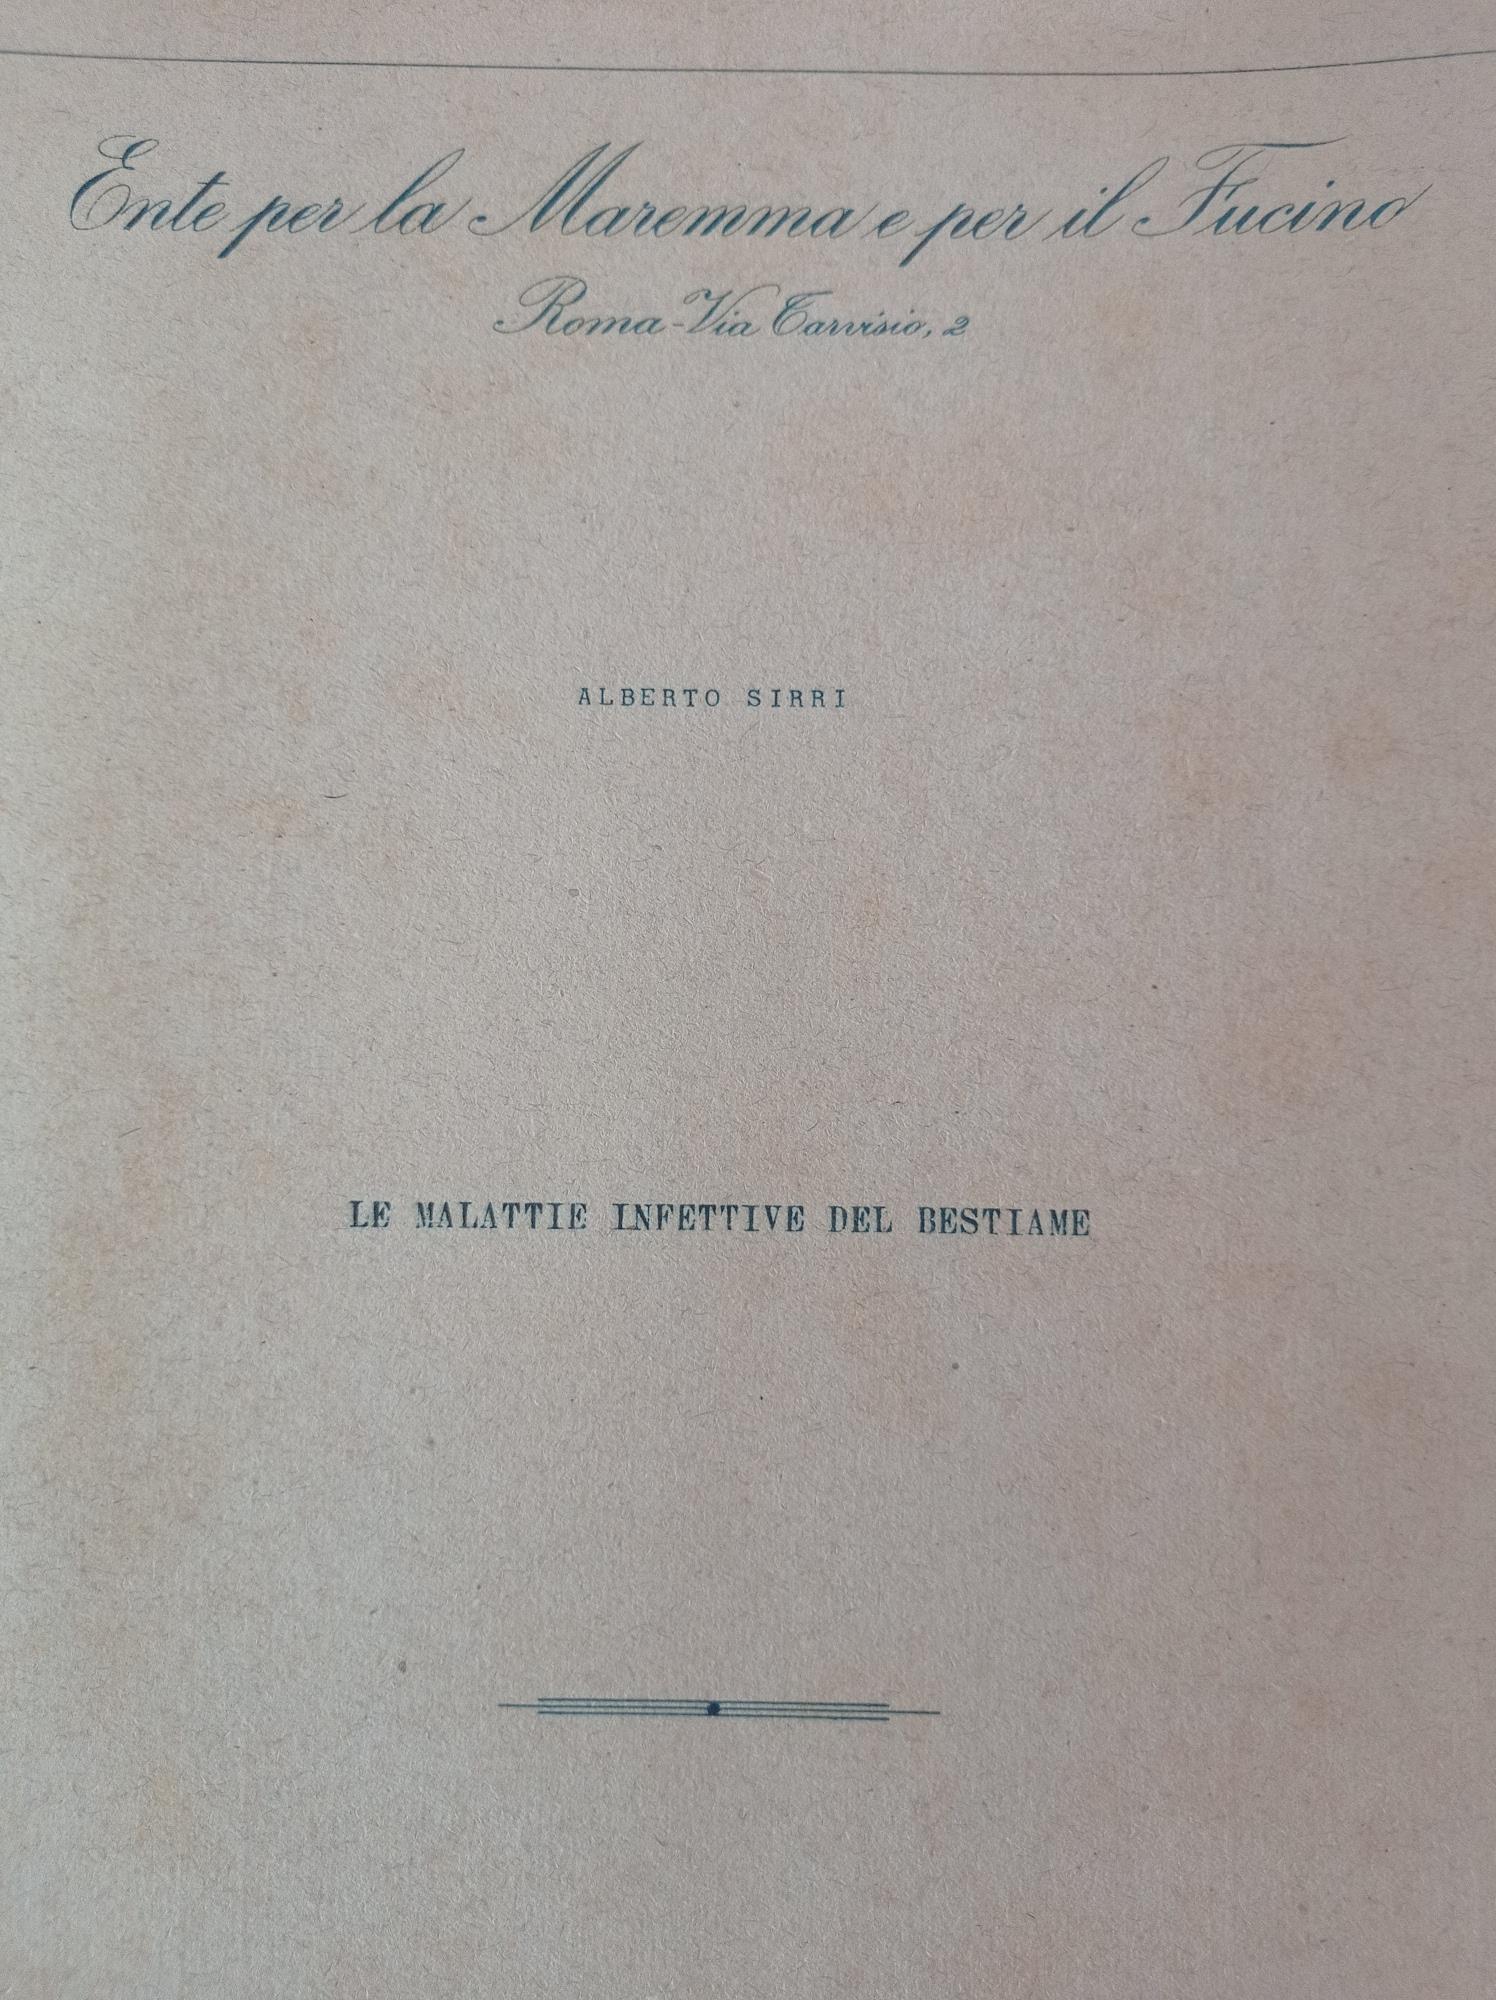 Ente per la Maremma e per il Fucino
Roma-Via Tarvisio, 2
ALBERTO SIRRI
LE MALATTIE INFETTIVE DEL BESTIAME